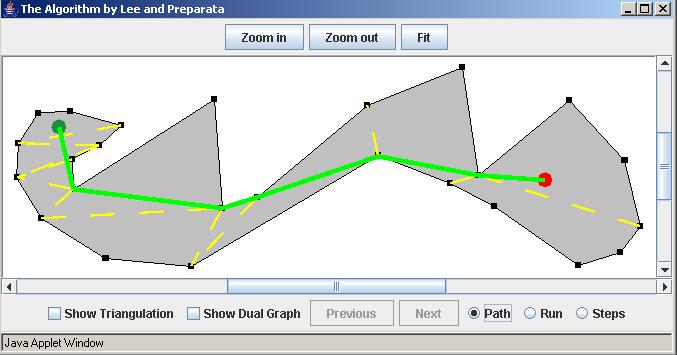 The Algorithm by Lee and Preparata
Zoom in Zoom out Fit
Show Triangulation Show Dual Graph Previous Next Path Run Steps
Java Applet Window